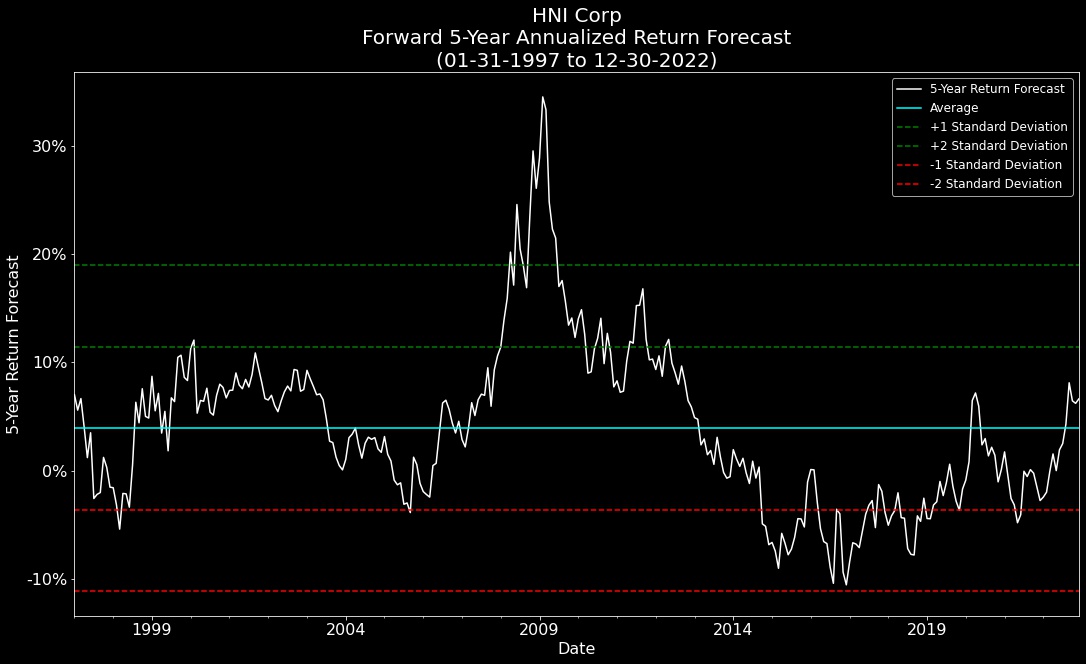 HNI Corp
Forward 5-Year Annualized Return Forecast
(01-31-1997 to 12-30-2022)
5-Year Return Forecast
Average
+1 Standard Deviation
+2 Standard Deviation
-1 Standard Deviation
-2 Standard Deviation
5-Year Return Forecast
30%
20%
10%
0%
-10%
1999
2004
2009
2014
2019
Date